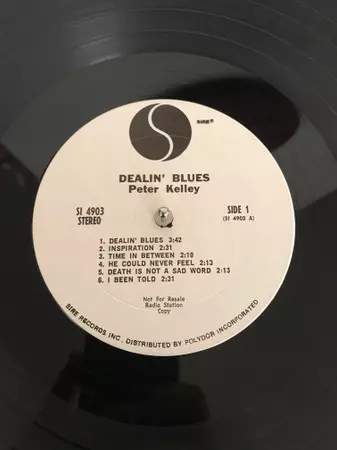 SIRE®
DEALIN' BLUES
Peter Kelley
SI 4903
STEREO
SIDE 1
(SI 4903 A)
1. DEALIN' BLUES 3:42
2. INSPIRATION 2:31
3. TIME IN BETWEEN 2:10
4. HE COULD NEVER FEEL 2:13
5. DEATH IS NOT A SAD WORD 2:13
6. I BEEN TOLD 2:31
Not For Resale
Radio Station
Copy
SIRE RECORDS INC. DISTRIBUTED BY POLYDOR INCORPORATED